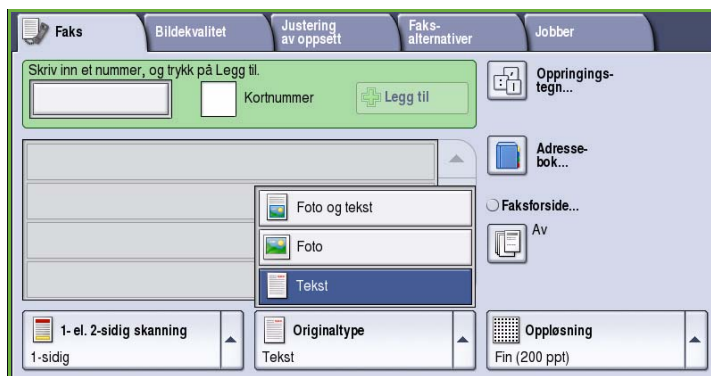 Faks
Bildekvalitet
Justering
av oppsett
Faks-
alternativer
Jobber
Skriv inn et nummer, og trykk på Legg til.
Kortnummer
Legg til
Oppringings-
tegn...
Adresse-
bok...
Faksforside...
Av
Foto og tekst
Foto
Tekst
1- el. 2-sidig skanning
1-sidig
Originaltype
Tekst
Oppløsning
Fin (200 ppt)